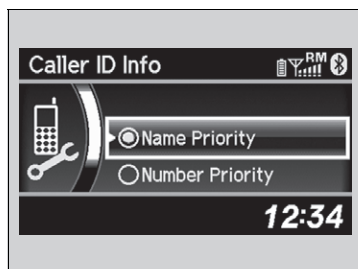 Caller ID Info
RM
Name Priority
Number Priority
12:34